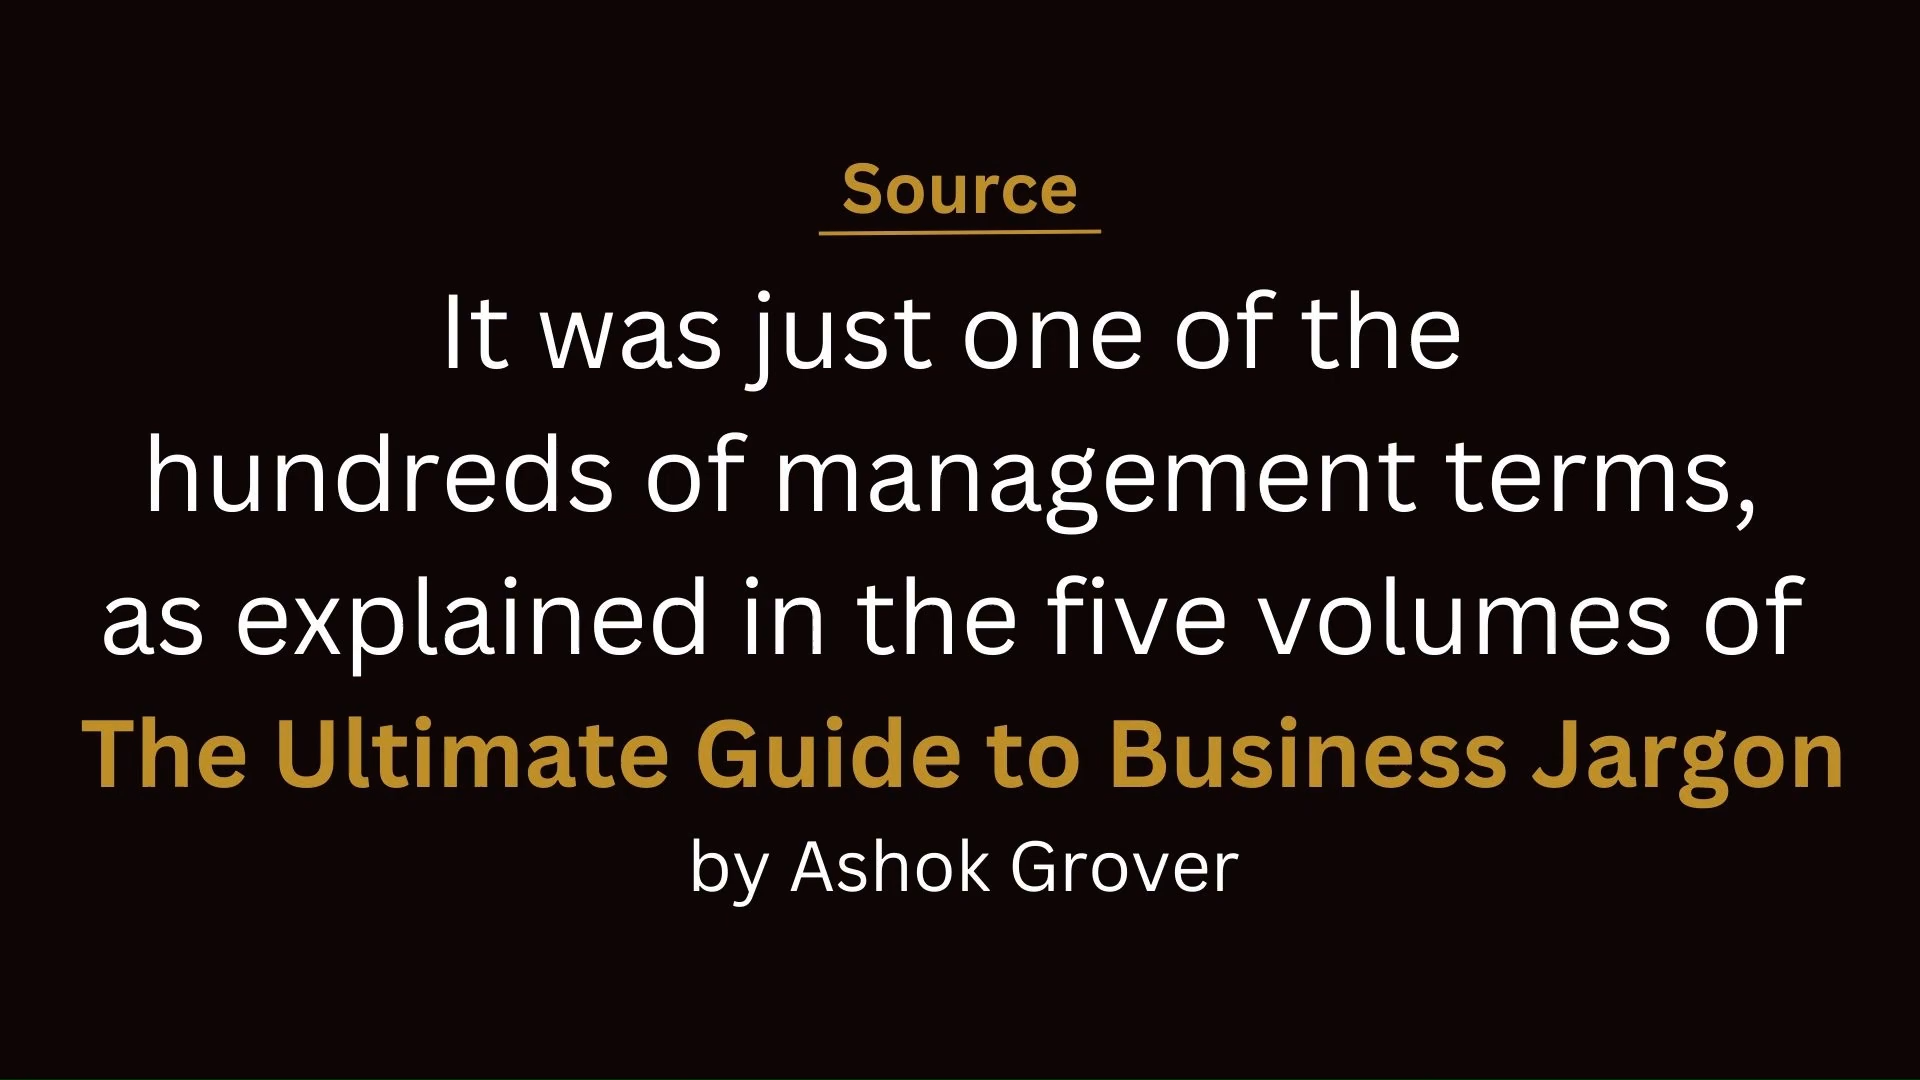 Source
It was just one of the
hundreds of management terms,
as explained in the five volumes of
The Ultimate Guide to Business Jargon
by Ashok Grover